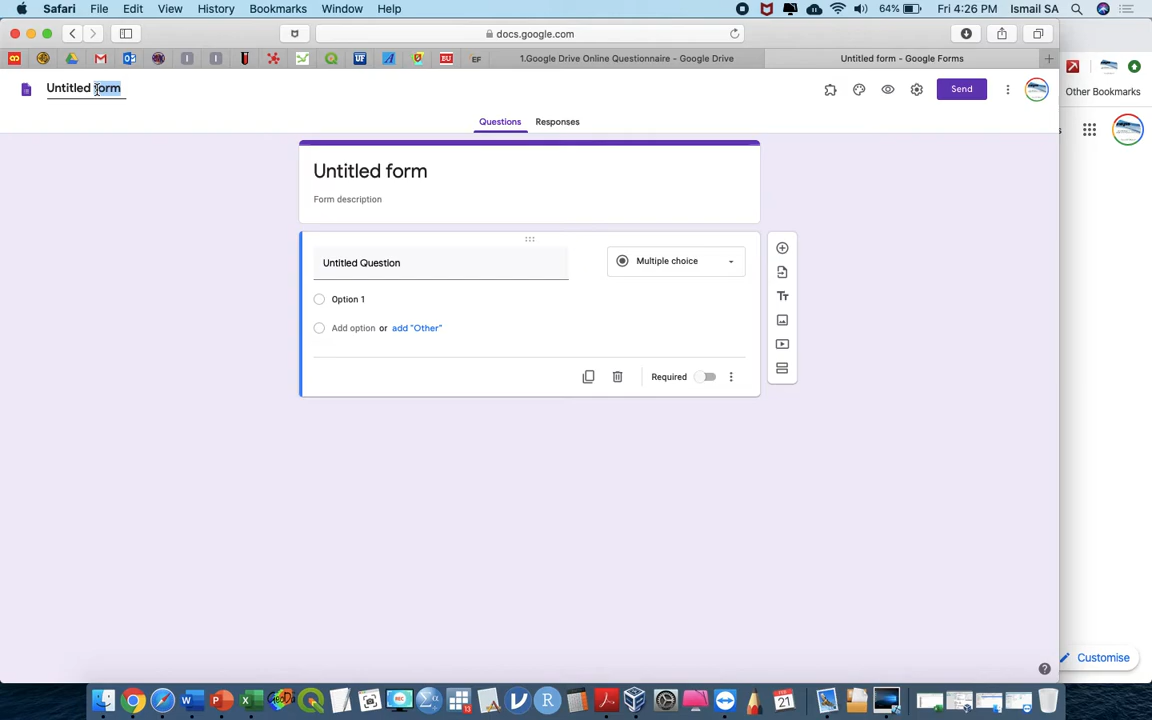 Safari File Edit View History Bookmarks Window Help
64% Fri 4:26 PM Ismail SA
docs.google.com
1.Google Drive Online Questionnaire - Google Drive
Untitled form - Google Forms
Other Bookmarks
Untitled form
Send
Questions Responses
Untitled form
Form description
Untitled Question
Multiple choice
Option 1
Add option or add "Other"
Required
Customise